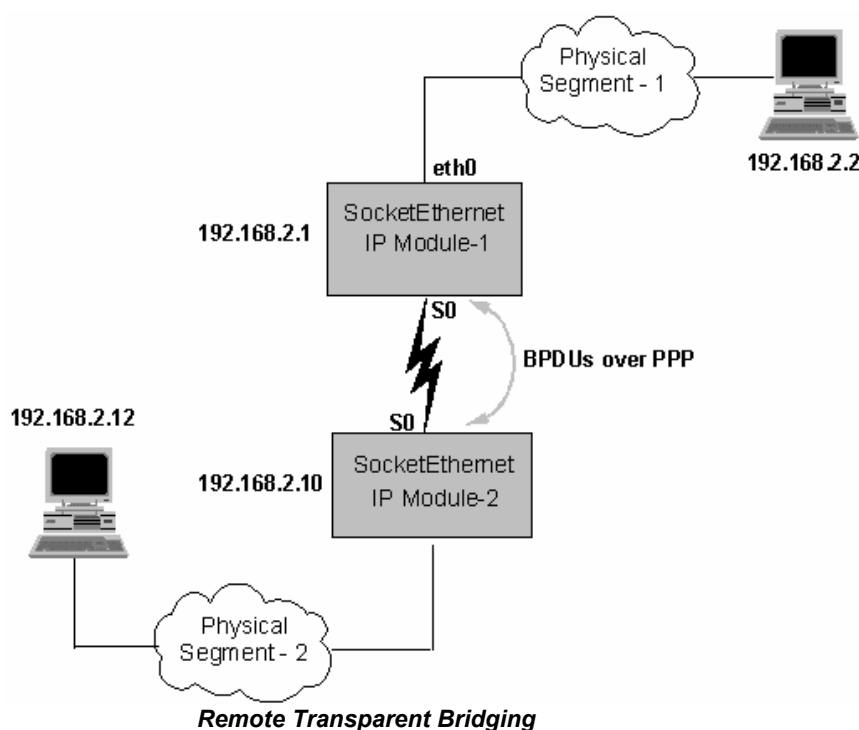 Physical
Segment - 1
192.168.2.2
eth0
SocketEthernet
IP Module-1
192.168.2.1
S0
BPDUs over PPP
S0
192.168.2.12
SocketEthernet
IP Module-2
192.168.2.10
Physical
Segment - 2
Remote Transparent Bridging